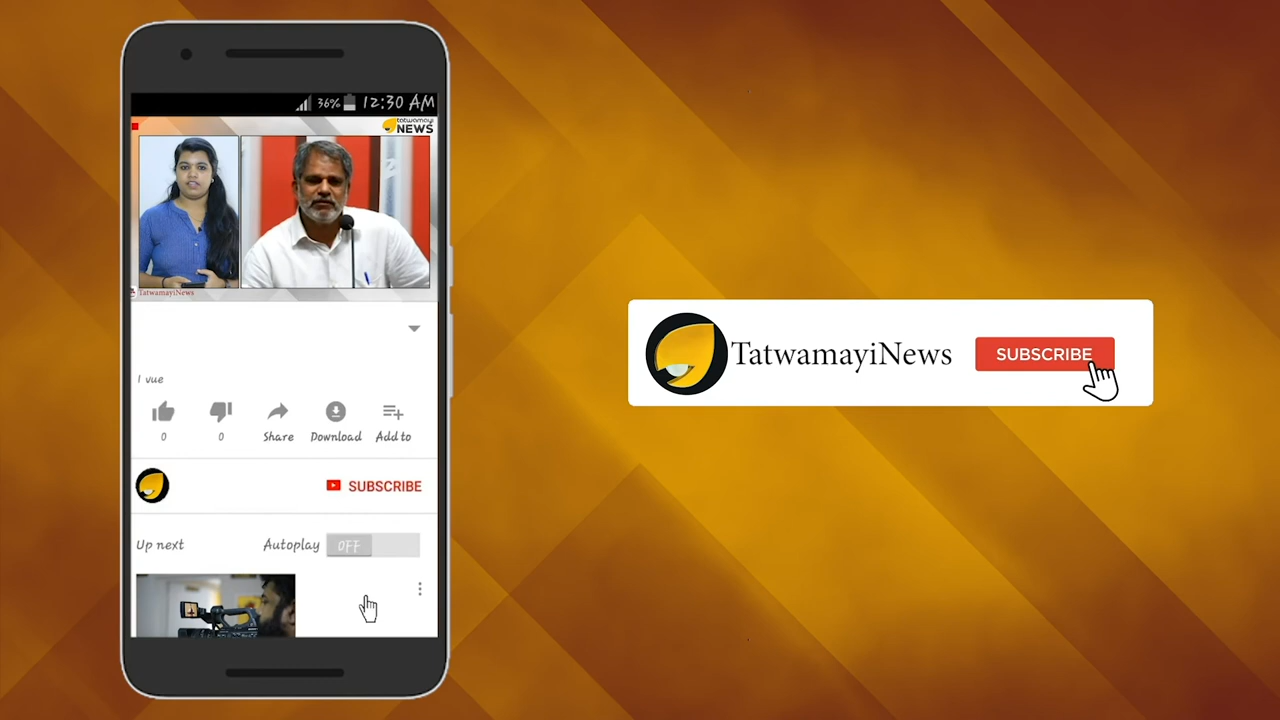 36% 12:30 AM
tatwamayi
NEWS
TatwamayiNews
1 vue
0 0 Share Download Add to
SUBSCRIBE
Up next Autoplay OFF
TatwamayiNews SUBSCRIBE